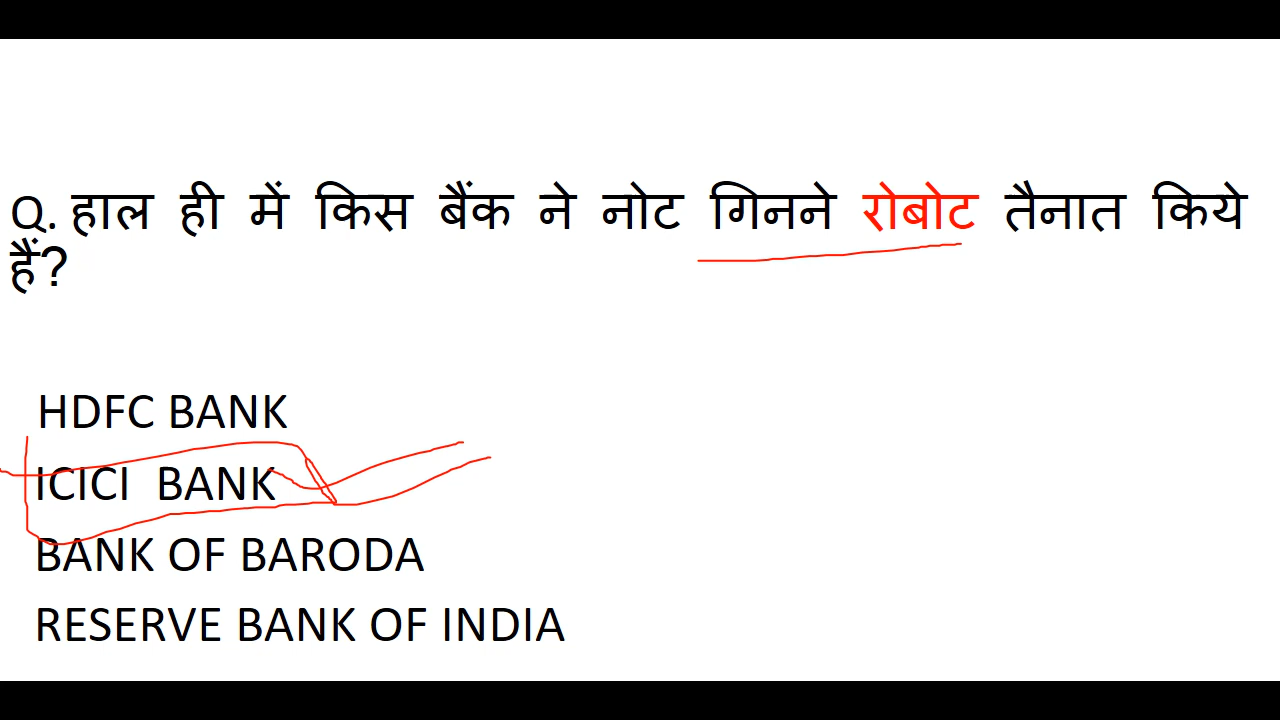 Q. हाल ही में किस बैंक ने नोट गिनने रोबोट तैनात किये
हैं?
HDFC BANK
ICICI BANK
BANK OF BARODA
RESERVE BANK OF INDIA